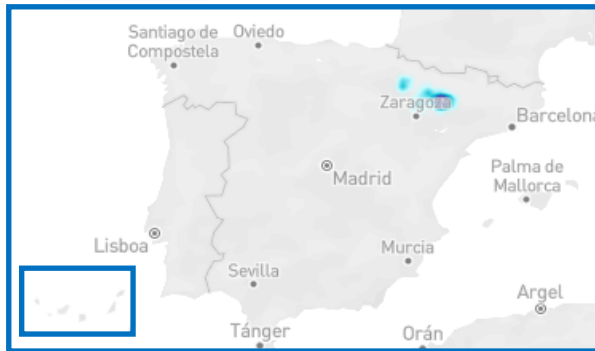 Santiago de
Compostela
Oviedo
Zaragoza
Barcelona
Madrid
Palma de
Mallorca
Lisboa
Murcia
Sevilla
Argel
Tánger
Orán